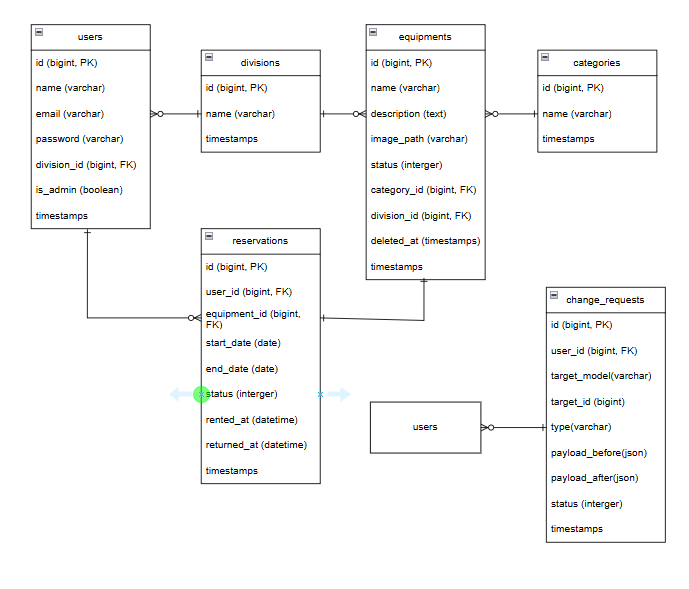 users
id (bigint, PK)
name (varchar)
email (varchar)
password (varchar)
division_id (bigint, FK)
is_admin (boolean)
timestamps
divisions
id (bigint, PK)
name (varchar)
timestamps
equipments
id (bigint, PK)
name (varchar)
description (text)
image_path (varchar)
status (interger)
category_id (bigint, FK)
division_id (bigint, FK)
deleted_at (timestamps)
timestamps
categories
id (bigint, PK)
name (varchar)
timestamps
reservations
id (bigint, PK)
user_id (bigint, FK)
equipment_id (bigint,
FK)
start_date (date)
end_date (date)
status (interger)
rented_at (datetime)
returned_at (datetime)
timestamps
users
change_requests
id (bigint, PK)
user_id (bigint, FK)
target_model(varchar)
target_id (bigint)
type(varchar)
payload_before(json)
payload_after(json)
status (interger)
timestamps